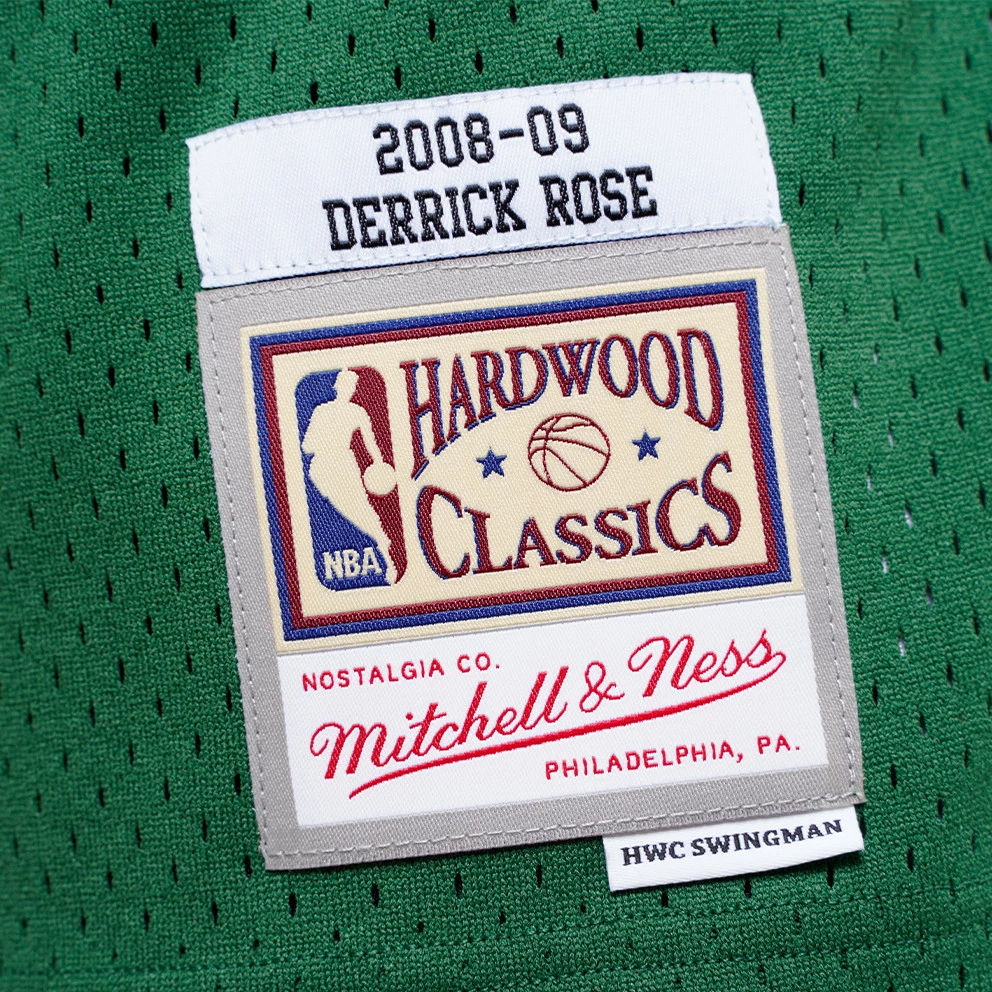 2008-09
DERRICK ROSE
HARDWOOD
CLASSICS
NBA
NOSTALGIA CO.
Mitchell & Ness
PHILADELPHIA, PA.
HWC SWINGMAN